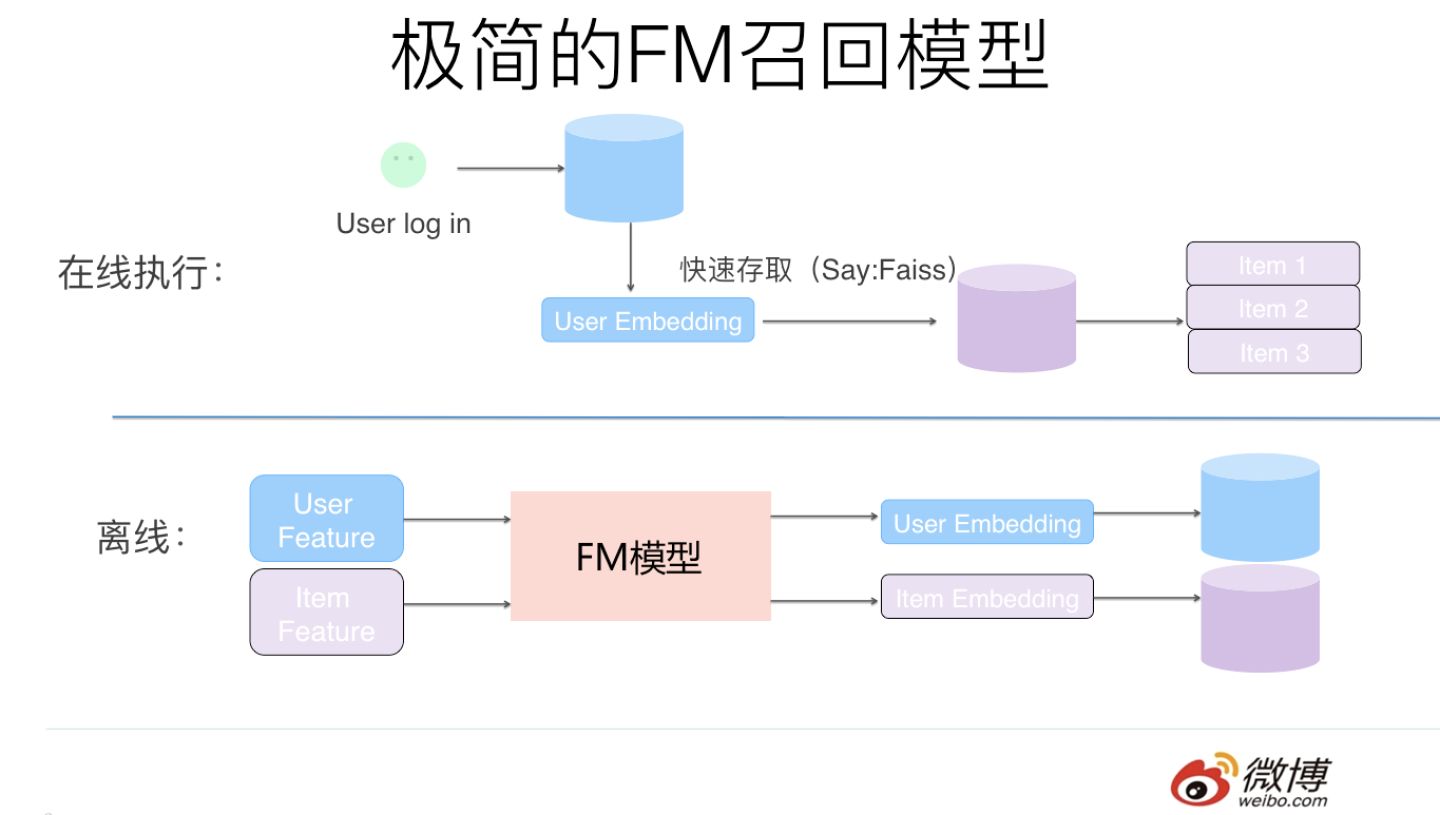 极简的FM召回模型
User log in
在线执行：
快速存取（Say:Faiss）
User Embedding
Item 1
Item 2
Item 3
离线：
User
Feature
Item
Feature
FM模型
User Embedding
Item Embedding
微博
weibo.com